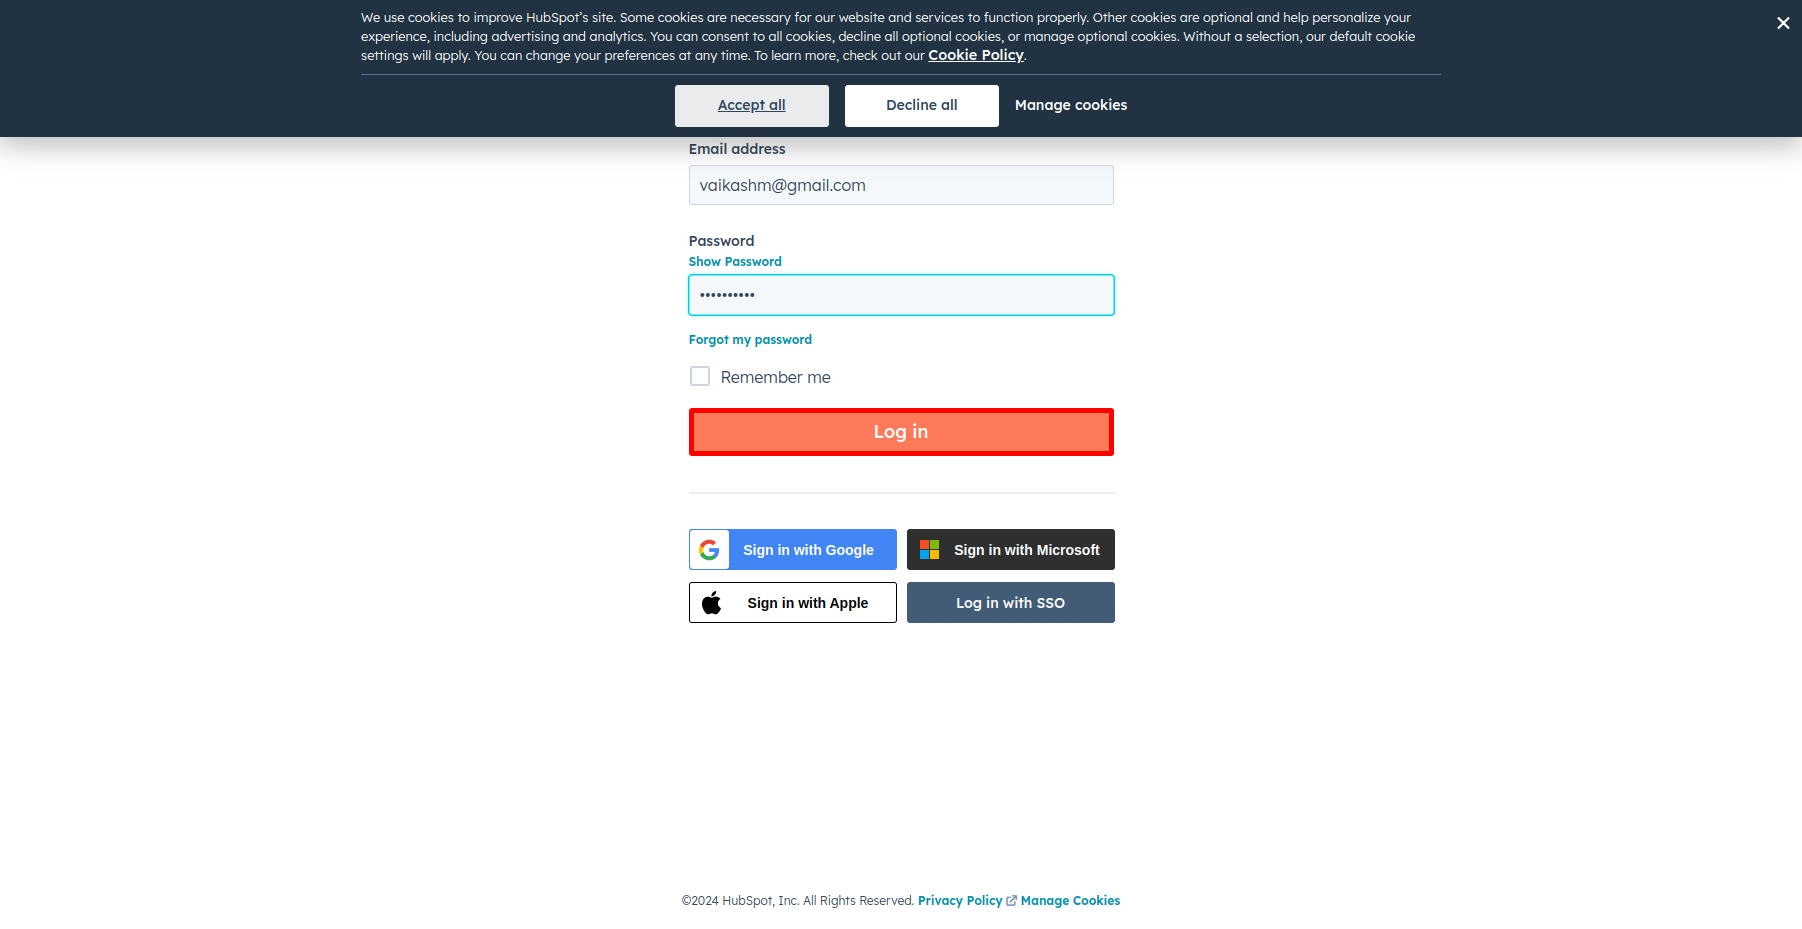 We use cookies to improve HubSpot’s site. Some cookies are necessary for our website and services to function properly. Other cookies are optional and help personalize your
experience, including advertising and analytics. You can consent to all cookies, decline all optional cookies, or manage optional cookies. Without a selection, our default cookie
settings will apply. You can change your preferences at any time. To learn more, check out our Cookie Policy.
Accept all
Decline all
Manage cookies
Email address
vaikashm@gmail.com
Password
Show Password
••••••••••
Forgot my password
Remember me
Log in
Sign in with Google
Sign in with Microsoft
Sign in with Apple
Log in with SSO
©2024 HubSpot, Inc. All Rights Reserved. Privacy Policy Manage Cookies